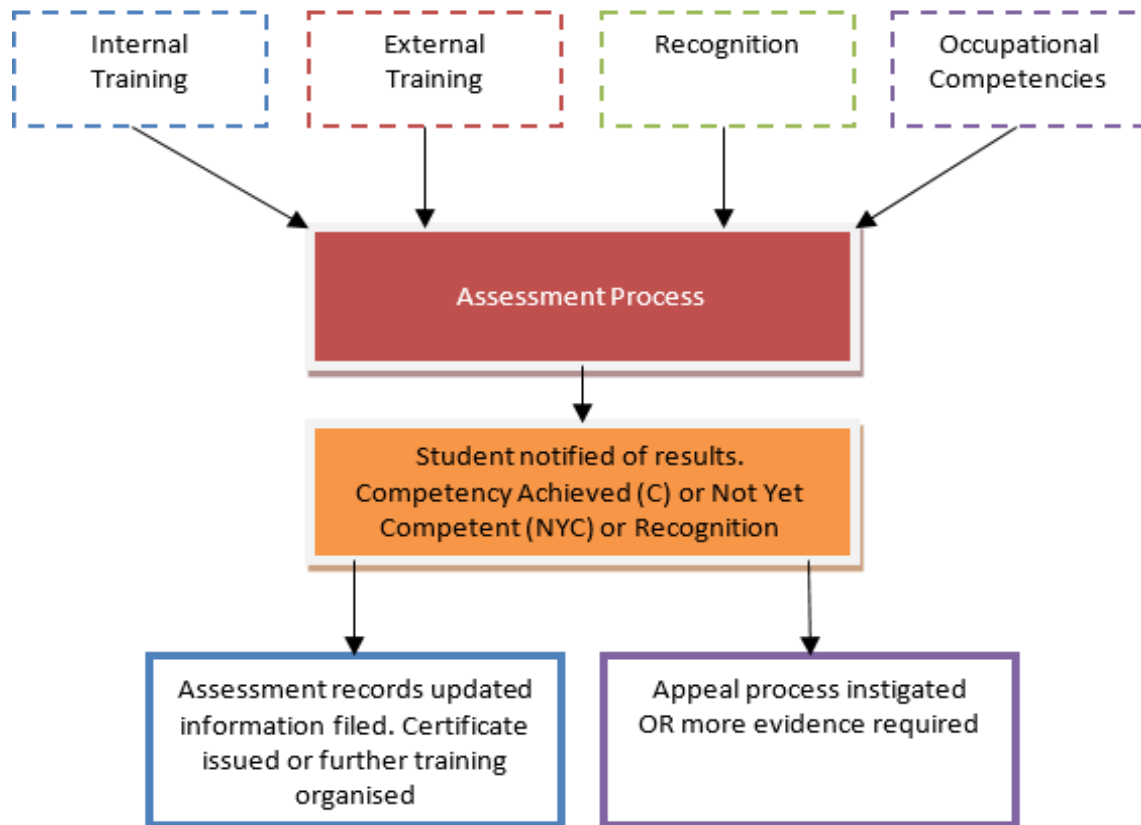 Internal
Training
External
Training
Recognition
Occupational
Competencies
Assessment Process
Student notified of results.
Competency Achieved (C) or Not Yet
Competent (NYC) or Recognition
Assessment records updated
information filed. Certificate
issued or further training
organised
Appeal process instigated
OR more evidence required